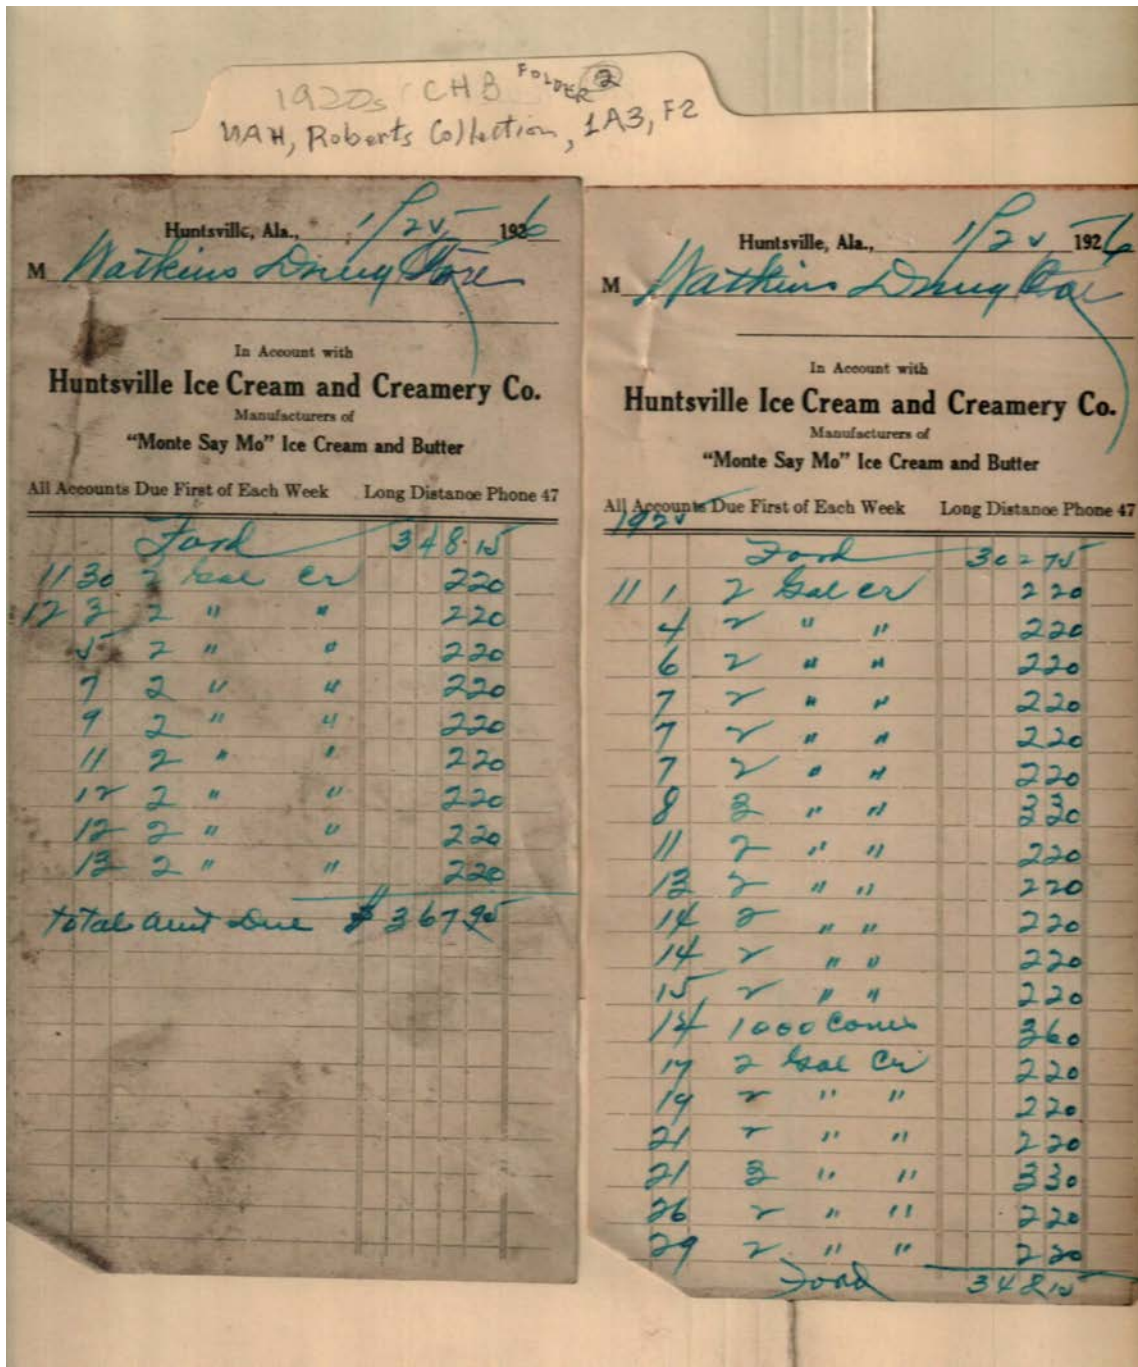 1920s CHB FOLDER 2
UAH, Roberts Collection, 1A3, F2
Huntsville, Ala., 1/25 1926
M Watkins Drug Store
In Account with
Huntsville Ice Cream and Creamery Co.
Manufacturers of
"Monte Say Mo" Ice Cream and Butter
All Accounts Due First of Each Week Long Distance Phone 47
Ford 348.15
11 30 2 Gal Cr 220
12 3 2 " " 220
5 2 " " 220
7 2 " " 220
9 2 " " 220
11 2 " " 220
12 2 " " 220
12 2 " " 220
13 2 " " 220
Total amt Due $ 367 95
Huntsville, Ala., 1/25 1926
M Watkins Drug Store
In Account with
Huntsville Ice Cream and Creamery Co.
Manufacturers of
"Monte Say Mo" Ice Cream and Butter
All Accounts Due First of Each Week Long Distance Phone 47
1925
Ford 302 75
11 1 2 Gal Cr 220
4 2 " " 220
6 2 " " 220
7 2 " " 220
7 2 " " 220
7 2 " " 220
8 3 " " 330
11 2 " " 220
13 2 " " 220
14 2 " " 220
14 2 " " 220
15 2 " " 220
14 1000 Cones 360
17 2 Gal Cr 220
19 2 " " 220
21 2 " " 220
21 3 " " 330
26 2 " " 220
29 2 " " 220
Ford 348 15